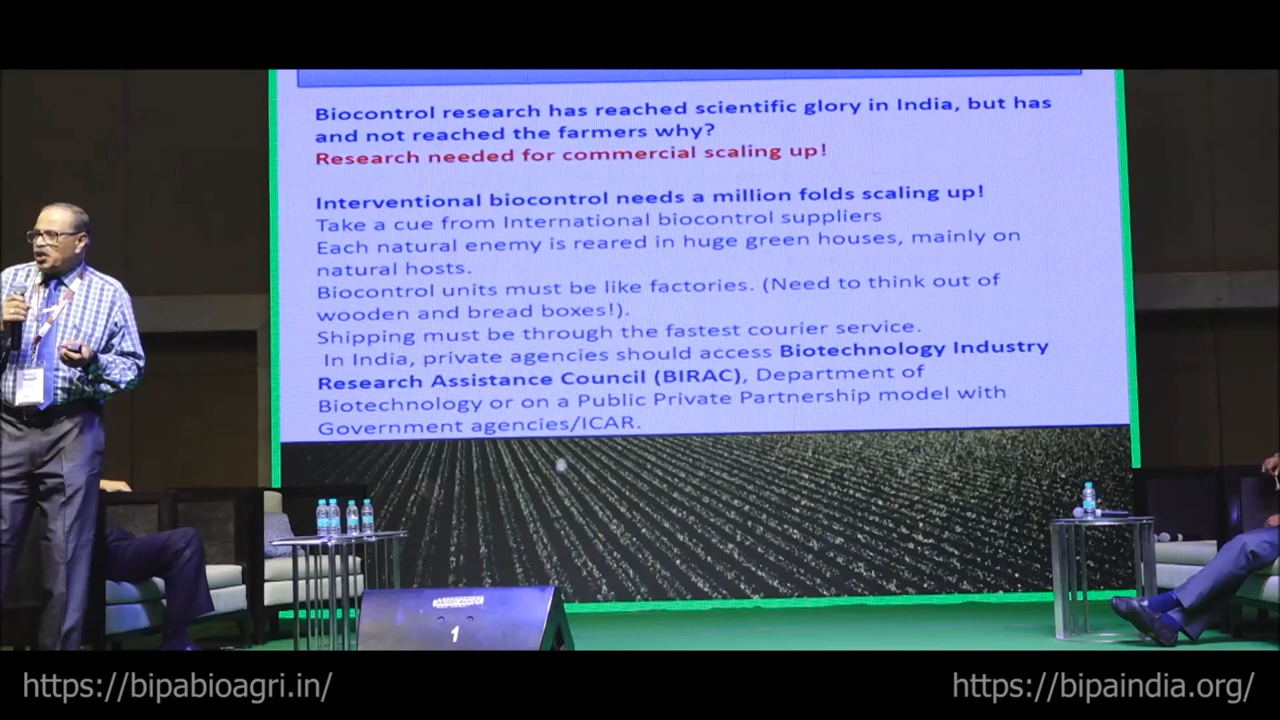 Biocontrol research has reached scientific glory in India, but has
and not reached the farmers why?
Research needed for commercial scaling up!
Interventional biocontrol needs a million folds scaling up!
Take a cue from International biocontrol suppliers
Each natural enemy is reared in huge green houses, mainly on
natural hosts.
Biocontrol units must be like factories. (Need to think out of
wooden and bread boxes!).
Shipping must be through the fastest courier service.
In India, private agencies should access Biotechnology Industry
Research Assistance Council (BIRAC), Department of
Biotechnology or on a Public Private Partnership model with
Government agencies/ICAR.
1
https://bipabioagri.in/
https://bipaindia.org/